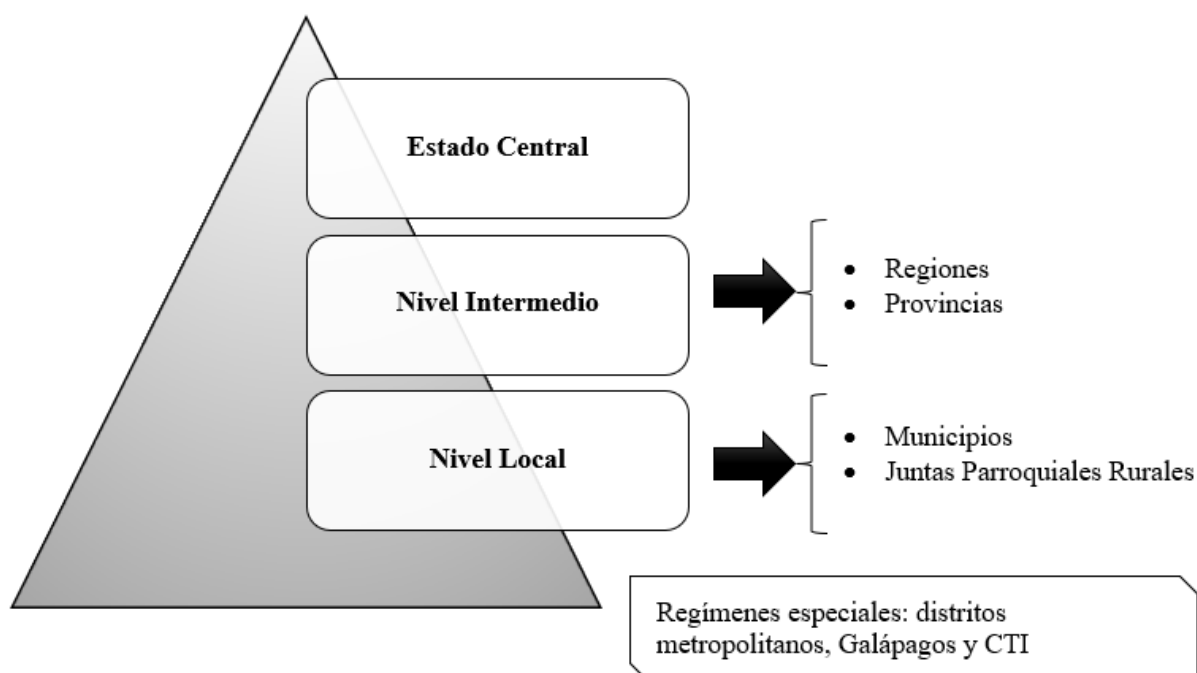 Estado Central
Nivel Intermedio
• Regiones
• Provincias
Nivel Local
• Municipios
• Juntas Parroquiales Rurales
Regímenes especiales: distritos
metropolitanos, Galápagos y CTI